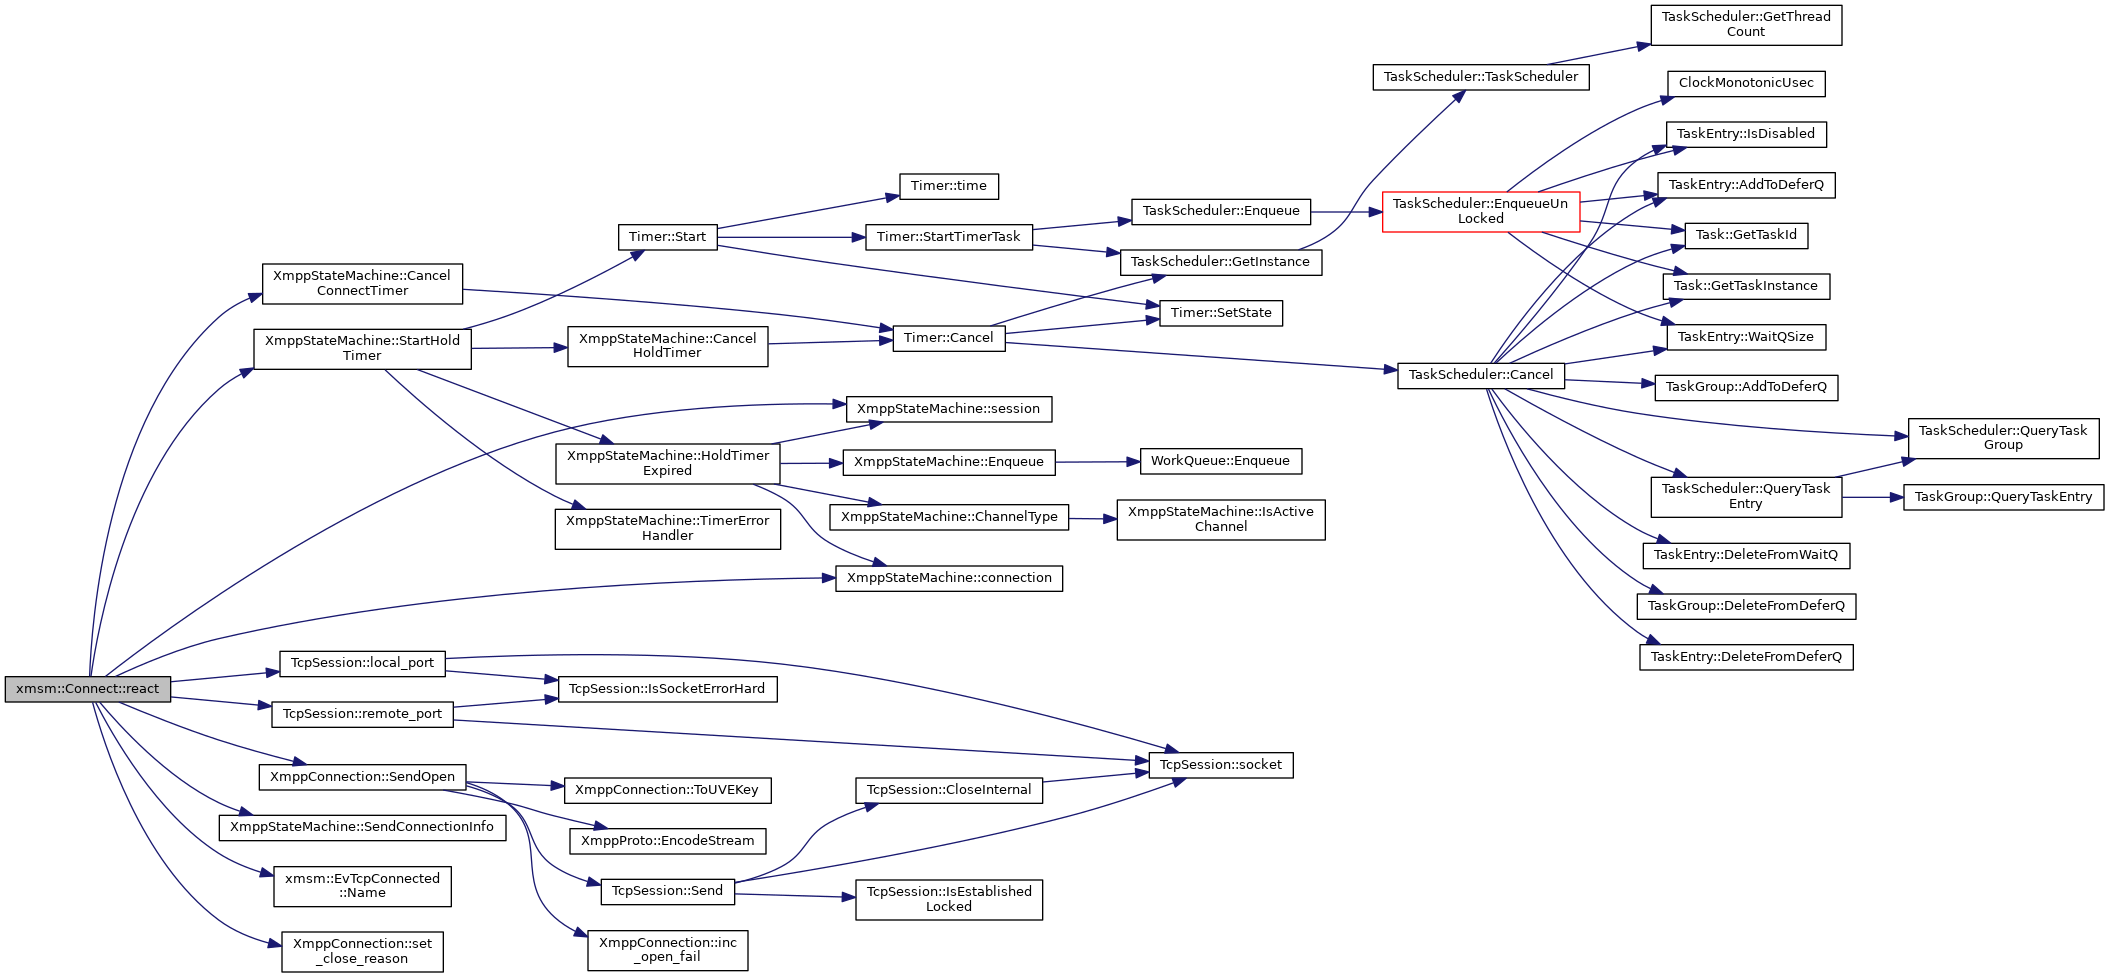 xmsm::Connect::react
XmppStateMachine::Cancel
ConnectTimer
XmppStateMachine::StartHold
Timer
TcpSession::local_port
TcpSession::remote_port
XmppConnection::SendOpen
XmppStateMachine::SendConnectionInfo
xmsm::EvTcpConnected
::Name
XmppConnection::set
_close_reason
Timer::Start
XmppStateMachine::Cancel
HoldTimer
XmppStateMachine::HoldTimer
Expired
XmppStateMachine::TimerError
Handler
TcpSession::IsSocketErrorHard
XmppConnection::ToUVEKey
XmppProto::EncodeStream
TcpSession::Send
XmppConnection::inc
_open_fail
Timer::time
Timer::StartTimerTask
Timer::Cancel
XmppStateMachine::session
XmppStateMachine::Enqueue
XmppStateMachine::ChannelType
XmppStateMachine::connection
TcpSession::CloseInternal
TcpSession::IsEstablished
Locked
TaskScheduler::Enqueue
TaskScheduler::GetInstance
Timer::SetState
WorkQueue::Enqueue
XmppStateMachine::IsActive
Channel
TcpSession::socket
TaskScheduler::TaskScheduler
TaskScheduler::EnqueueUn
Locked
TaskScheduler::Cancel
TaskScheduler::GetThread
Count
ClockMonotonicUsec
TaskEntry::IsDisabled
TaskEntry::AddToDeferQ
Task::GetTaskId
Task::GetTaskInstance
TaskEntry::WaitQSize
TaskGroup::AddToDeferQ
TaskScheduler::QueryTask
Entry
TaskEntry::DeleteFromWaitQ
TaskGroup::DeleteFromDeferQ
TaskEntry::DeleteFromDeferQ
TaskScheduler::QueryTask
Group
TaskGroup::QueryTaskEntry